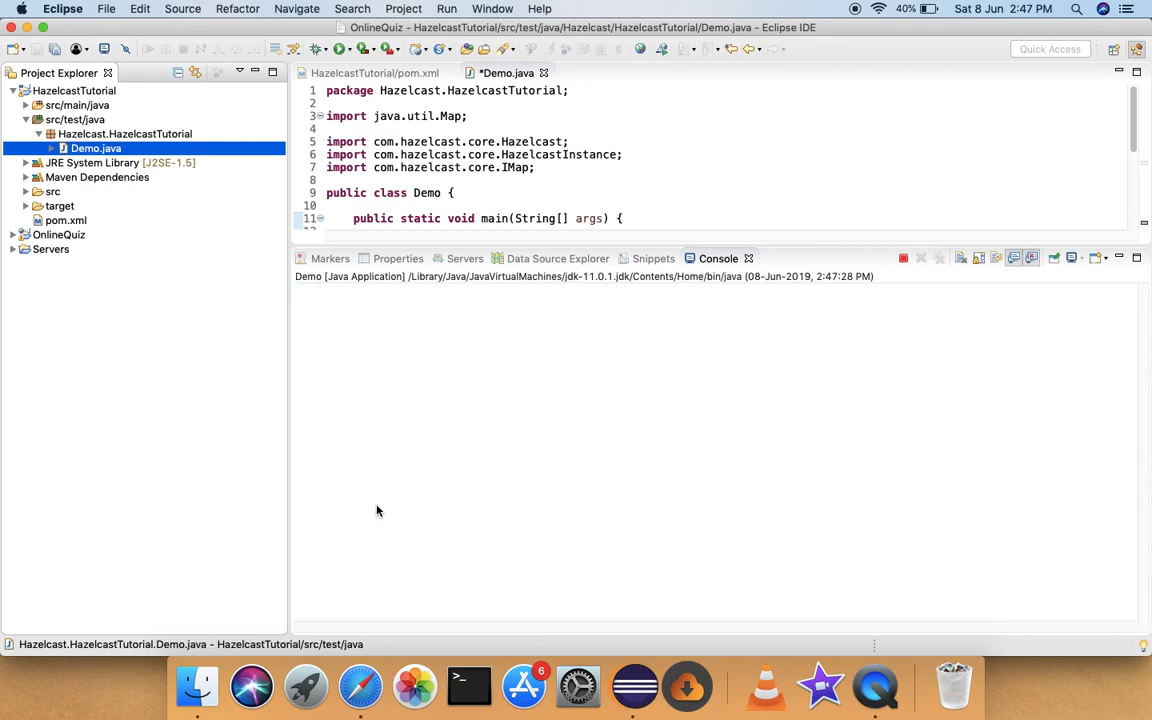 Eclipse File Edit Source Refactor Navigate Search Project Run Window Help 40% Sat 8 Jun 2:47 PM
OnlineQuiz - HazelcastTutorial/src/test/java/Hazelcast/HazelcastTutorial/Demo.java - Eclipse IDE
Quick Access
Project Explorer
HazelcastTutorial
src/main/java
src/test/java
Hazelcast.HazelcastTutorial
Demo.java
JRE System Library [J2SE-1.5]
Maven Dependencies
src
target
pom.xml
OnlineQuiz
Servers
HazelcastTutorial/pom.xml *Demo.java
1 package Hazelcast.HazelcastTutorial;
2
3 import java.util.Map;
4
5 import com.hazelcast.core.Hazelcast;
6 import com.hazelcast.core.HazelcastInstance;
7 import com.hazelcast.core.IMap;
8
9 public class Demo {
10
11 public static void main(String[] args) {
Markers Properties Servers Data Source Explorer Snippets Console
Demo [Java Application] /Library/Java/JavaVirtualMachines/jdk-11.0.1.jdk/Contents/Home/bin/java (08-Jun-2019, 2:47:28 PM)
Hazelcast.HazelcastTutorial.Demo.java - HazelcastTutorial/src/test/java
6